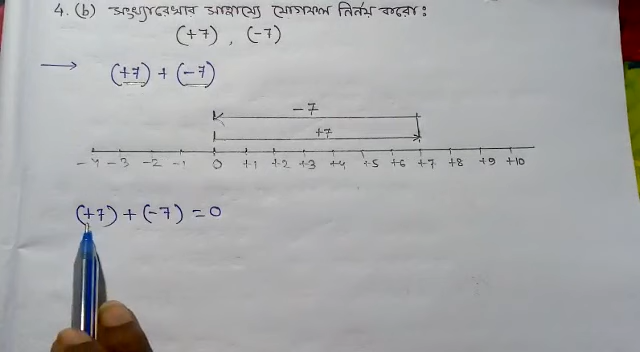 4. (b) সংখ্যারেখার সাহায্যে যোগফল নির্ণয় করো :
(+7) , (-7)
→ (+7) + (-7)
-7
+7
-4 -3 -2 -1 0 +1 +2 +3 +4 +5 +6 +7 +8 +9 +10
(+7) + (-7) = 0